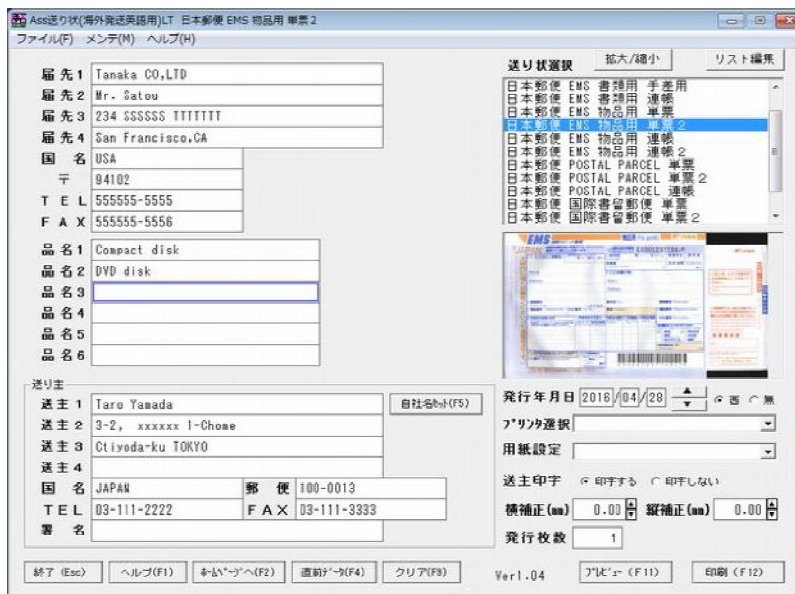 Ass送り状(海外発送英語用)LT 日本郵便 EMS 物品用 単票2
ファイル(F) メンテ(M) ヘルプ(H)
届先1 Tanaka CO,LTD
届先2 Mr. Satou
届先3 234 SSSSSS TTTTTTT
届先4 San Francisco,CA
国名 USA
〒 94102
TEL 555555-5555
FAX 555555-5556
品名1 Compact disk
品名2 DVD disk
品名3
品名4
品名5
品名6
送り主
送主1 Taro Yamada
自社名セット(F5)
送主2 3-2, xxxxxx 1-Chome
送主3 Ctiyoda-ku TOKYO
送主4
国名 JAPAN 郵便 100-0013
TEL 03-111-2222 FAX 03-111-3333
署名
終了(Esc) ヘルプ(F1) ホームページへ(F2) 直前データ(F4) クリア(F9)
送り状選択 拡大/縮小 リスト編集
日本郵便 EMS 書類用 手差用
日本郵便 EMS 書類用 連帳
日本郵便 EMS 物品用 単票
日本郵便 EMS 物品用 単票2
日本郵便 EMS 物品用 連帳
日本郵便 EMS 物品用 連帳2
日本郵便 POSTAL PARCEL 単票
日本郵便 POSTAL PARCEL 単票2
日本郵便 POSTAL PARCEL 連帳
日本郵便 国際書留郵便 単票
日本郵便 国際書留郵便 単票2
EMS
JAPAN
発行年月日 2016/04/28 西 無
プリンタ選択
用紙設定
送主印字 印字する 印字しない
横補正(mm) 0.00 縦補正(mm) 0.00
発行枚数 1
Ver1.04 プレビュー(F11) 印刷(F12)